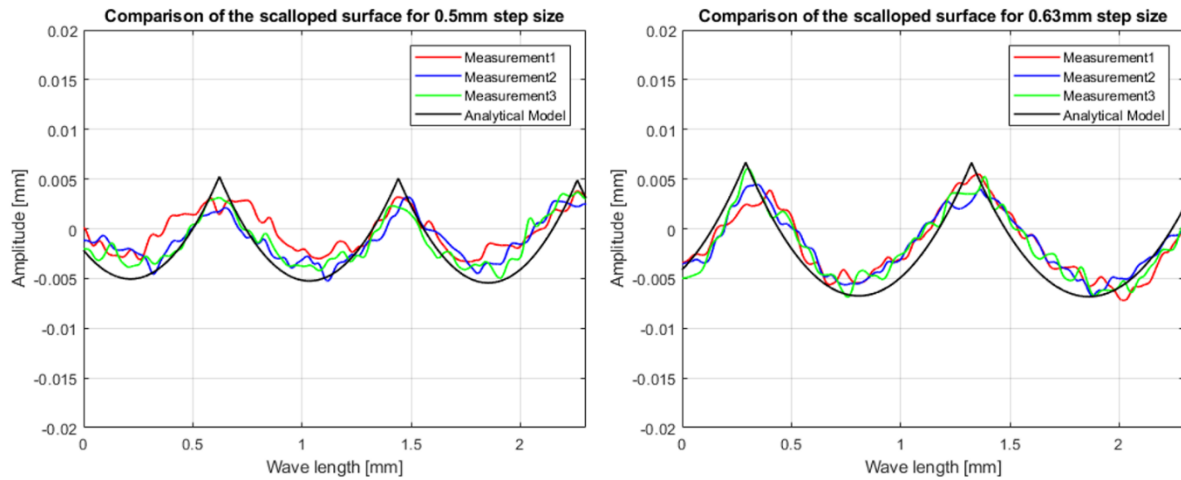 Comparison of the scalloped surface for 0.5mm step size
0.02
0.015
0.01
0.005
0
-0.005
-0.01
-0.015
-0.02
Amplitude [mm]
Measurement1
Measurement2
Measurement3
Analytical Model
0
0.5
1
1.5
2
Wave length [mm]
Comparison of the scalloped surface for 0.63mm step size
0.02
0.015
0.01
0.005
0
-0.005
-0.01
-0.015
-0.02
Amplitude [mm]
Measurement1
Measurement2
Measurement3
Analytical Model
0
0.5
1
1.5
2
Wave length [mm]